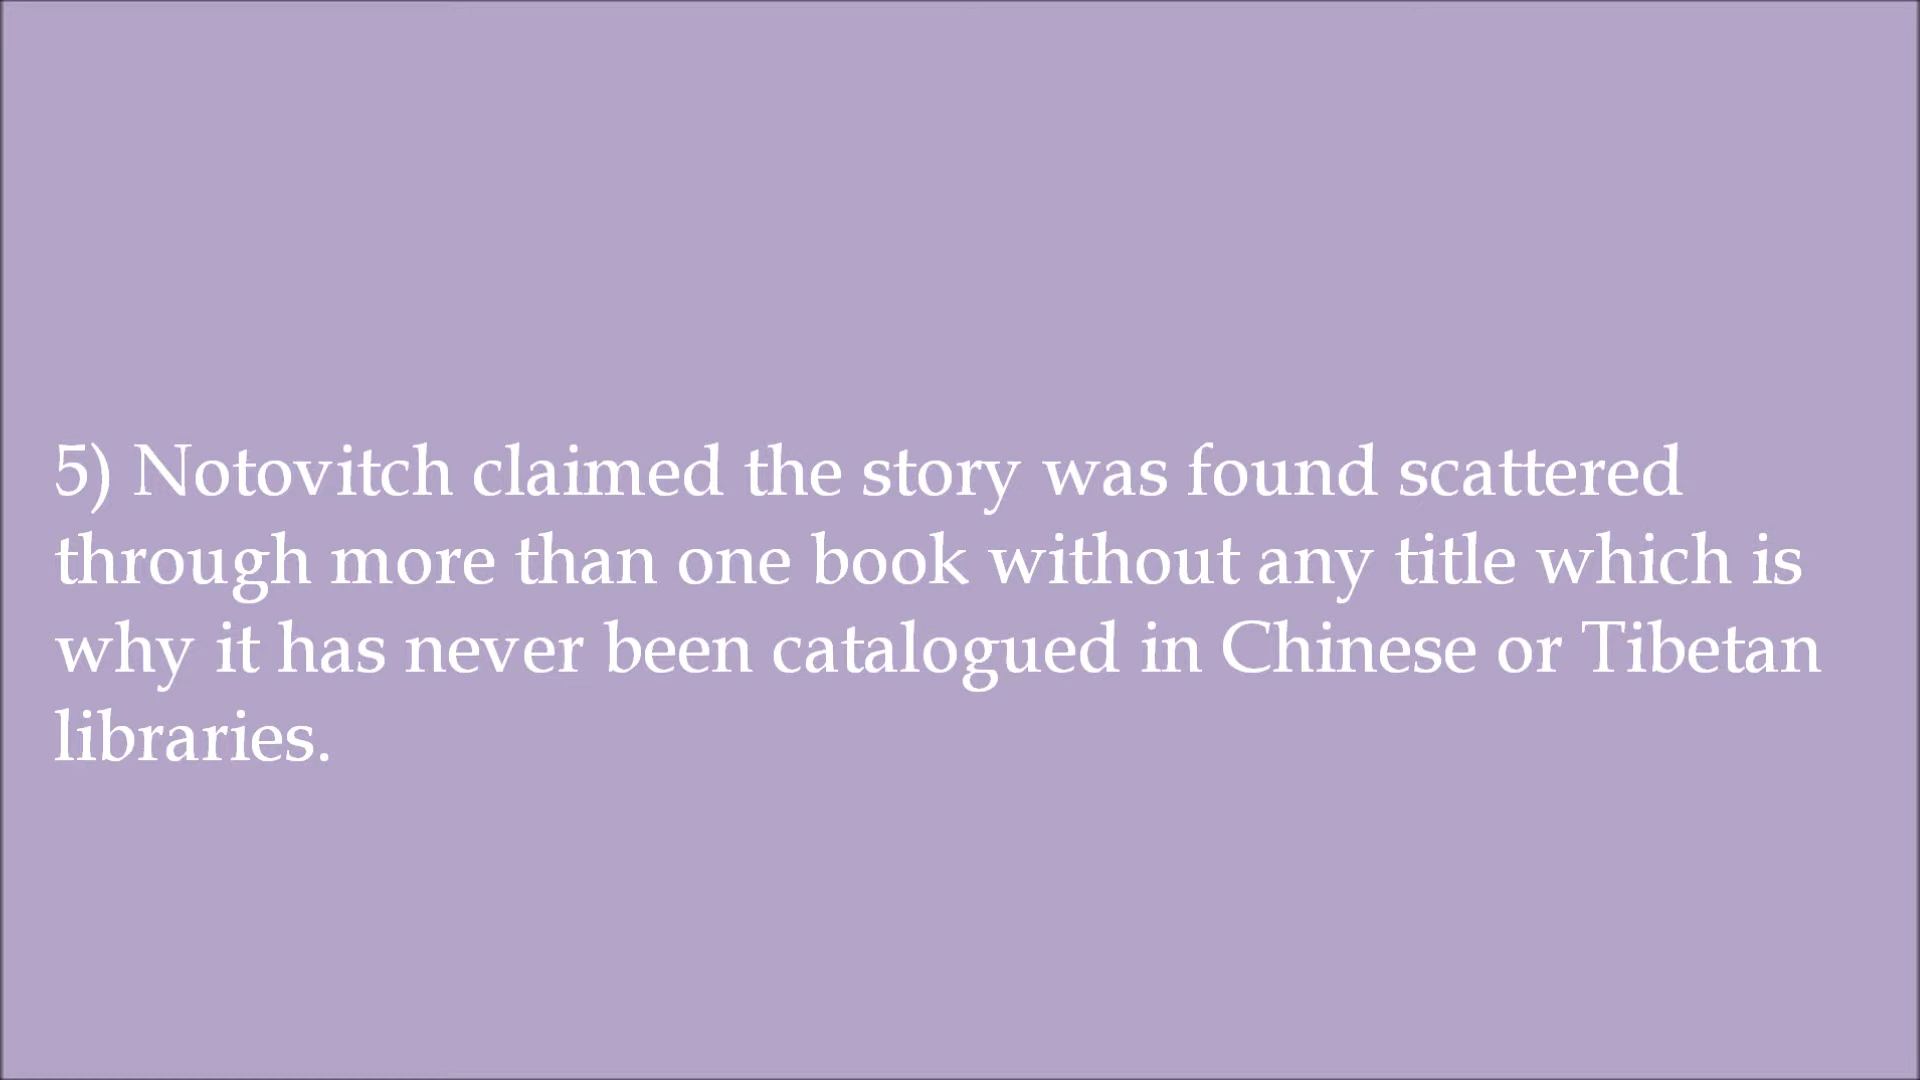 5) Notovitch claimed the story was found scattered
through more than one book without any title which is
why it has never been catalogued in Chinese or Tibetan
libraries.